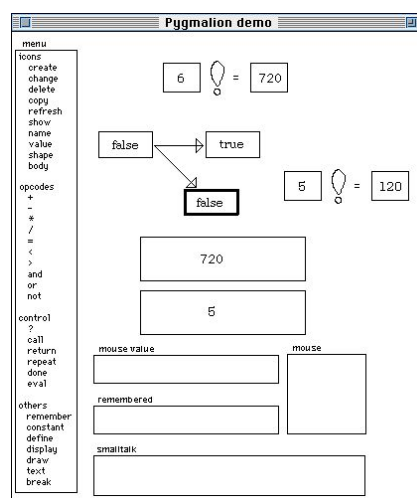 Pygmalion demo
menu
icons
create
change
delete
copy
refresh
show
name
value
shape
body
opcodes
+
-
*
/
=
<
>
and
or
not
control
?
call
return
repeat
done
eval
others
remember
constant
define
display
draw
text
break
6 ! = 720
false true
false
5 ! = 120
720
5
mouse value
mouse
remembered
smalltalk